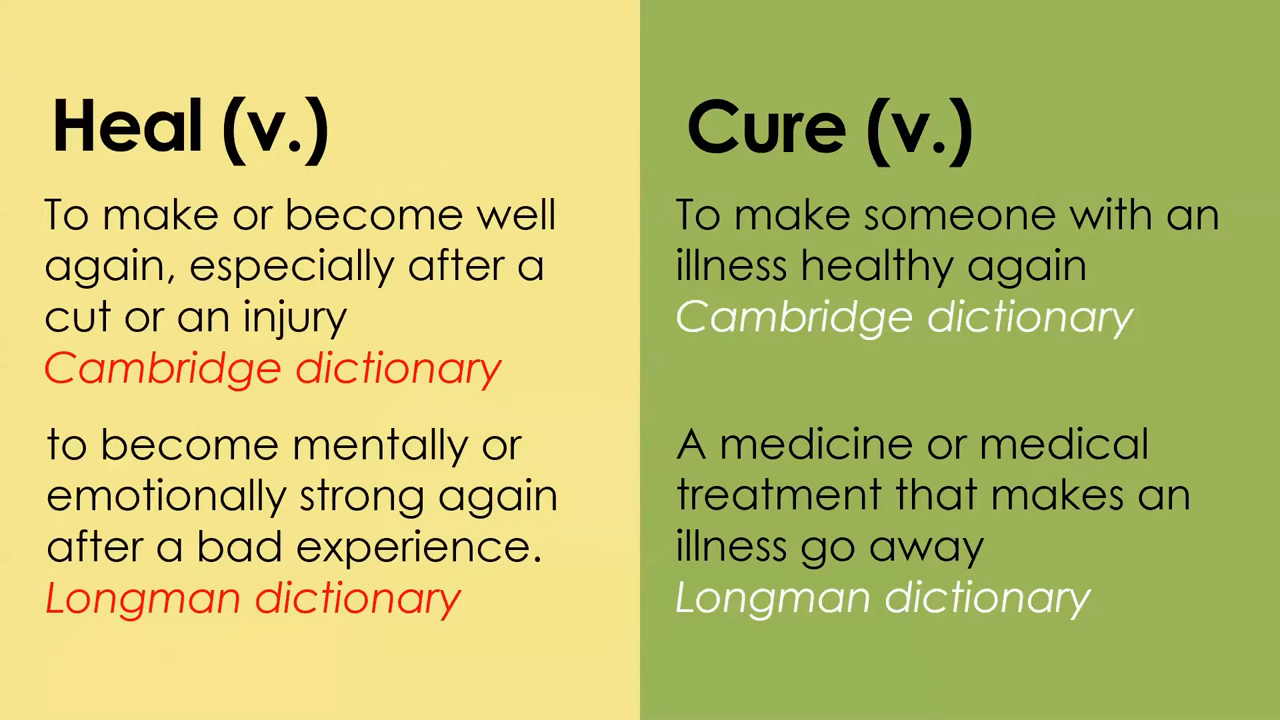 Heal (v.)
To make or become well
again, especially after a
cut or an injury
Cambridge dictionary
to become mentally or
emotionally strong again
after a bad experience.
Longman dictionary
Cure (v.)
To make someone with an
illness healthy again
Cambridge dictionary
A medicine or medical
treatment that makes an
illness go away
Longman dictionary